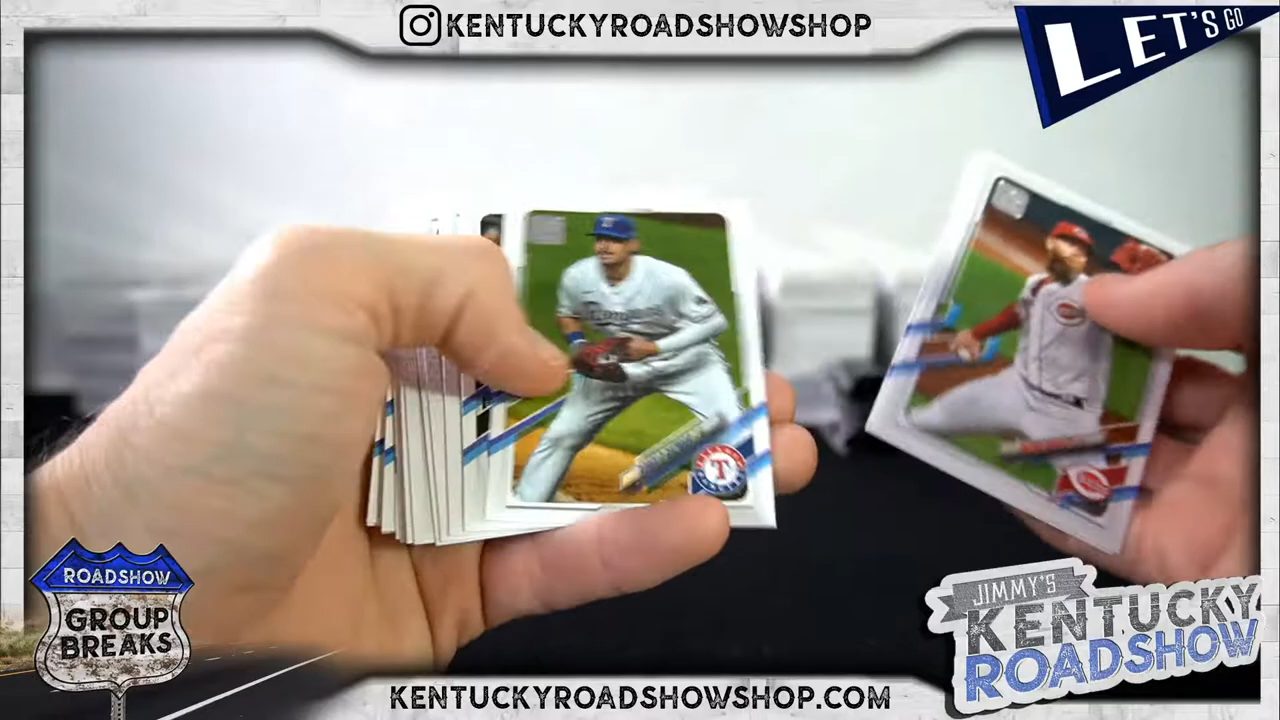 KENTUCKYROADSHOWSHOP
LET'S GO
T
ROADSHOW
GROUP
BREAKS
JIMMY'S
KENTUCKY
ROADSHOW
KENTUCKYROADSHOWSHOP.COM